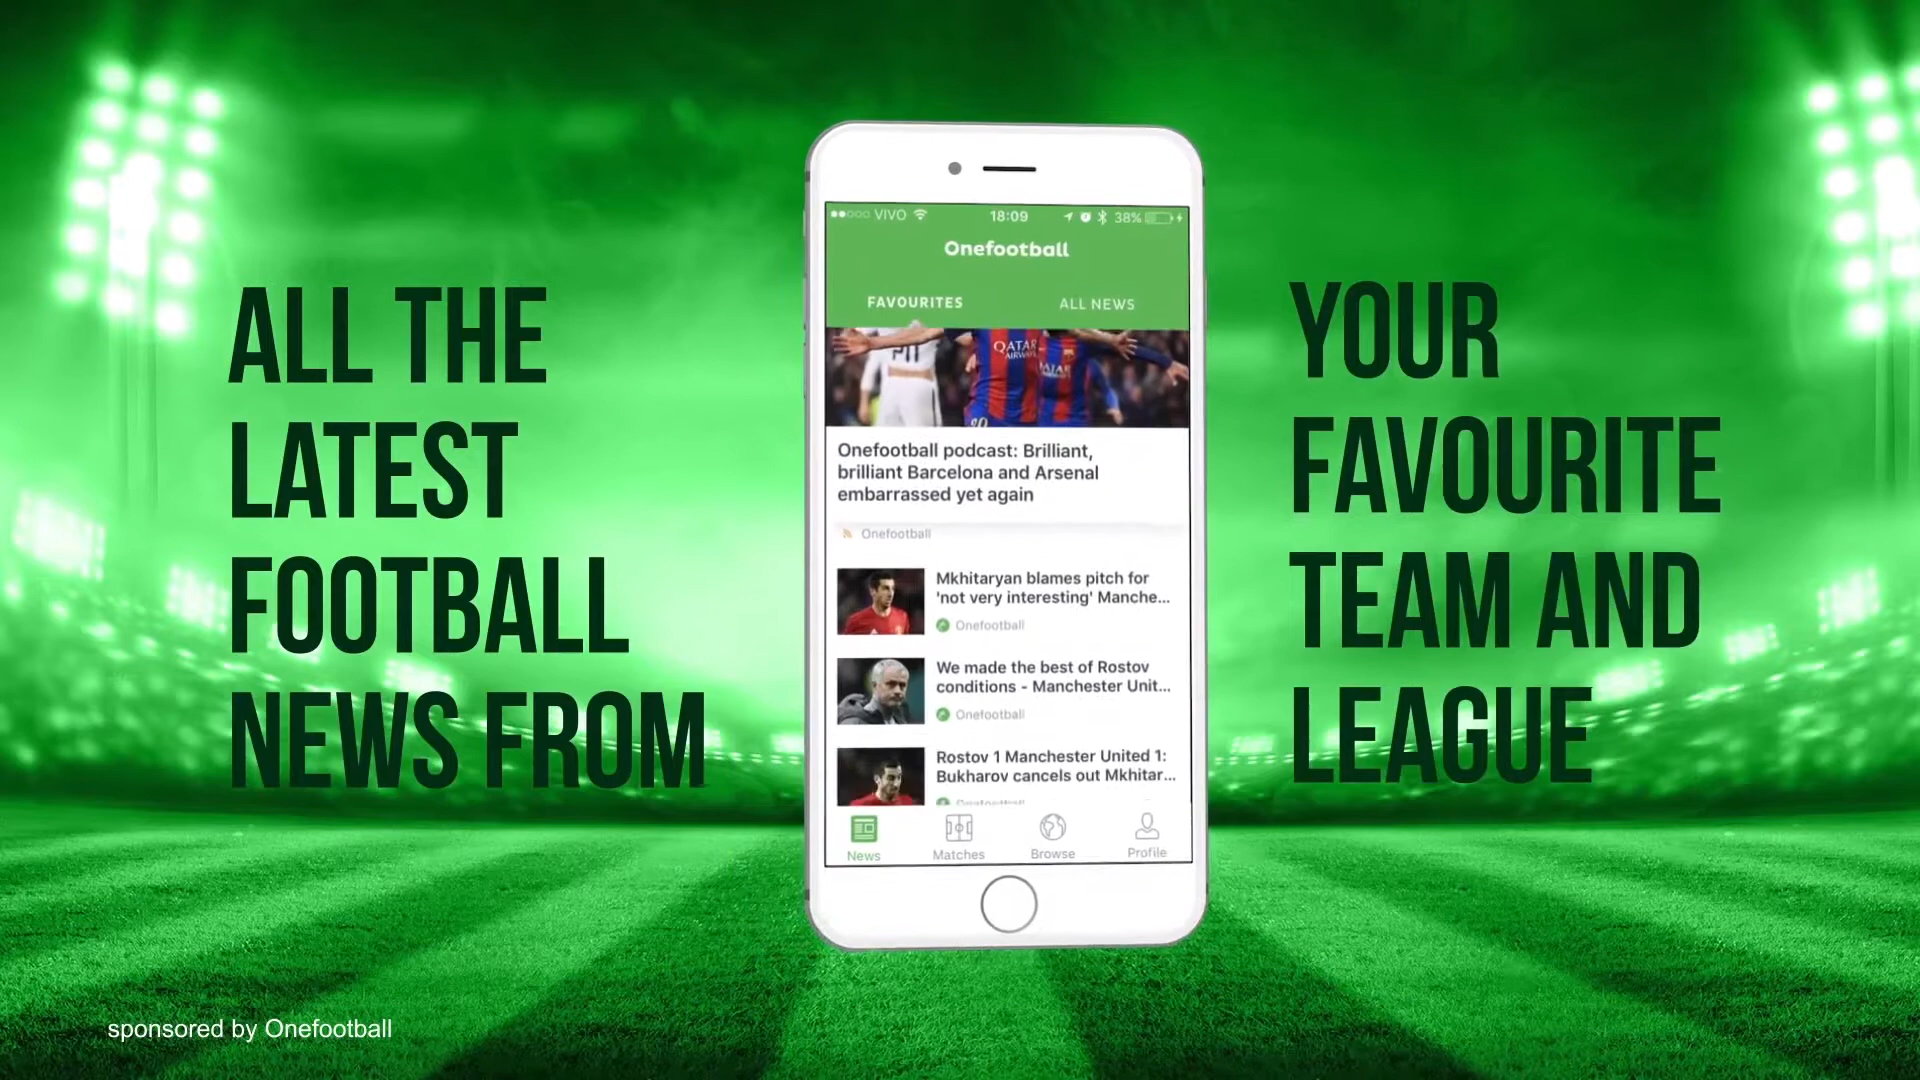 ALL THE
LATEST
FOOTBALL
NEWS FROM
VIVO 18:09 38%
Onefootball
FAVOURITES ALL NEWS
QATAR
AIRWAYS
Onefootball podcast: Brilliant,
brilliant Barcelona and Arsenal
embarrassed yet again
Onefootball
Mkhitaryan blames pitch for
'not very interesting' Manche...
Onefootball
We made the best of Rostov
conditions - Manchester Unit...
Onefootball
Rostov 1 Manchester United 1:
Bukharov cancels out Mkhitar...
News Matches Browse Profile
YOUR
FAVOURITE
TEAM AND
LEAGUE
sponsored by Onefootball